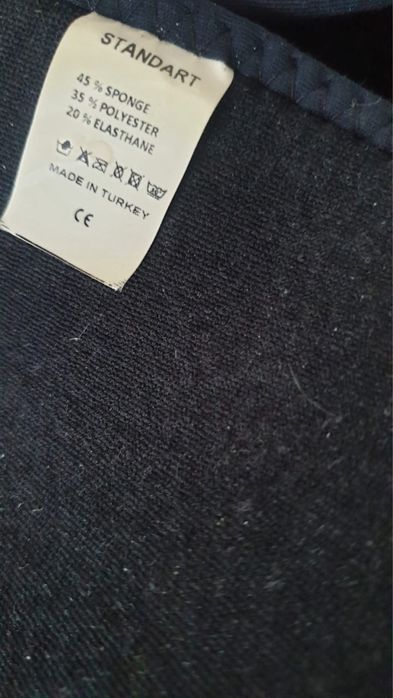 STANDART
45 % SPONGE
35 % POLYESTER
20 % ELASTHANE
MADE IN TURKEY
CE